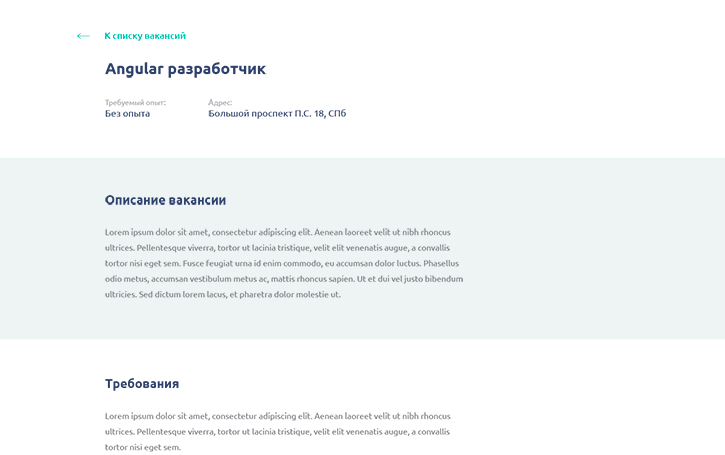 К списку вакансий
Angular разработчик
Требуемый опыт: Адрес:
Без опыта Большой проспект П.С. 18, СПб
Описание вакансии
Lorem ipsum dolor sit amet, consectetur adipiscing elit. Aenean laoreet velit ut nibh rhoncus
ultrices. Pellentesque viverra, tortor ut lacinia tristique, velit elit venenatis augue, a convallis
tortor nisi eget sem. Fusce feugiat urna id enim commodo, eu accumsan dolor luctus. Phasellus
odio metus, accumsan vestibulum metus ac, mattis rhoncus sapien. Ut et dui vel justo bibendum
ultricies. Sed dictum lorem lacus, et pharetra dolor molestie ut.
Требования
Lorem ipsum dolor sit amet, consectetur adipiscing elit. Aenean laoreet velit ut nibh rhoncus
ultrices. Pellentesque viverra, tortor ut lacinia tristique, velit elit venenatis augue, a convallis
tortor nisi eget sem.